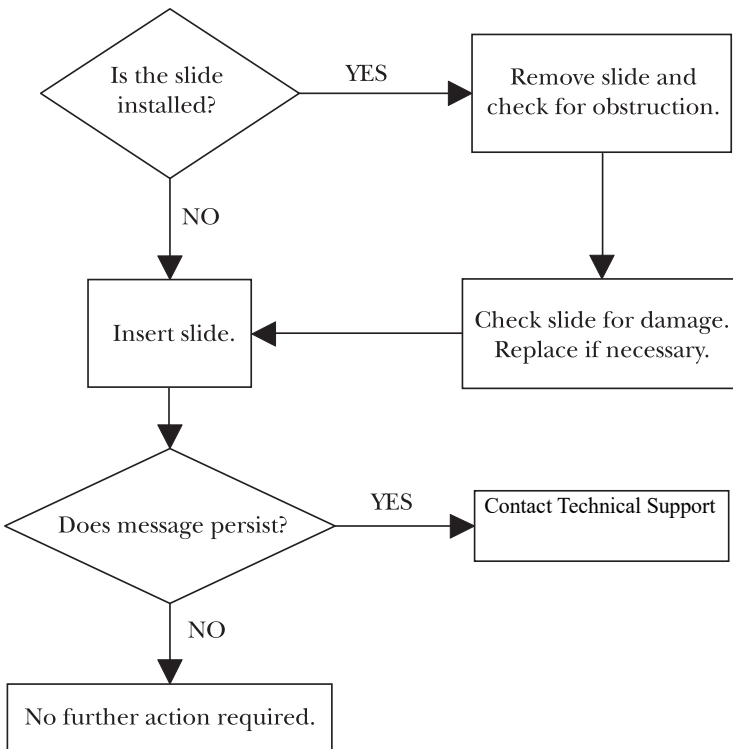 Is the slide
installed?
YES
Remove slide and
check for obstruction.
NO
Insert slide.
Check slide for damage.
Replace if necessary.
Does message persist?
YES
Contact Technical Support
NO
No further action required.